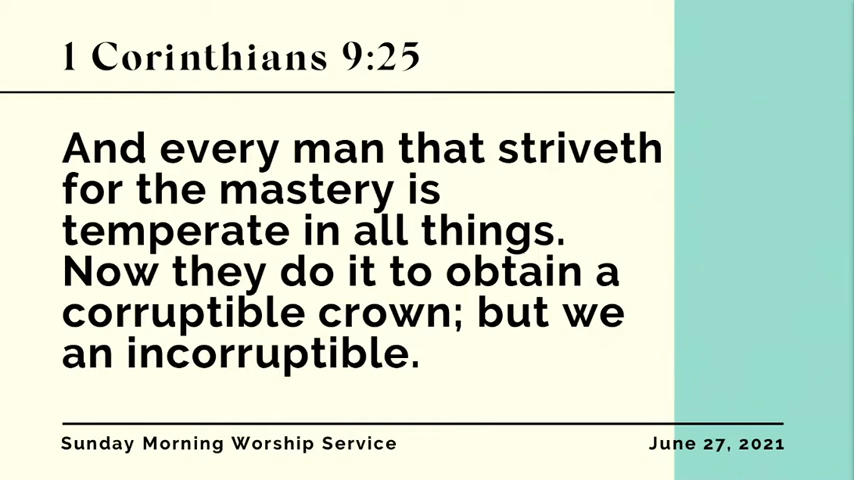 1 Corinthians 9:25
And every man that striveth
for the mastery is
temperate in all things.
Now they do it to obtain a
corruptible crown; but we
an incorruptible.
Sunday Morning Worship Service
June 27, 2021